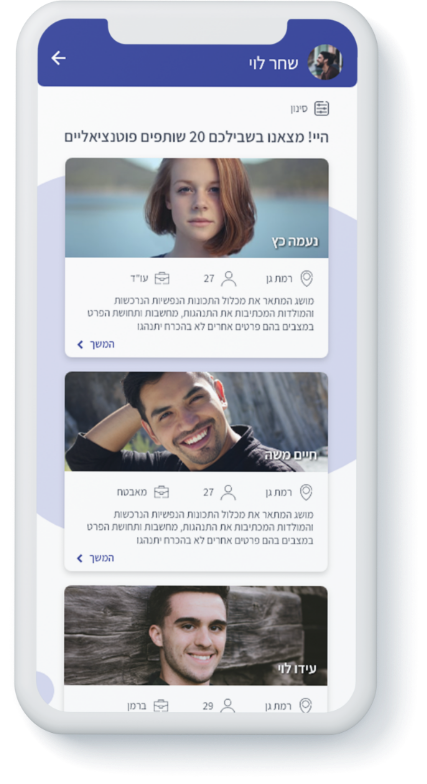 שחר לוי
סינון
היי! מצאנו בשבילכם 20 שותפים פוטנציאליים
נעמה כץ
רמת גן 27 עו״ד
מושג המתאר את מכלול התכונות הנפשיות הנרכשות
והמולדות המכתיבות את התנהגות, מחשבות ותחושת הפרט
במצבים בהם פרטים אחרים לא בהכרח יתנהגו
המשך
חיים משה
רמת גן 27 מאבטח
מושג המתאר את מכלול התכונות הנפשיות הנרכשות
והמולדות המכתיבות את התנהגות, מחשבות ותחושת הפרט
במצבים בהם פרטים אחרים לא בהכרח יתנהגו
המשך
עידו לוי
רמת גן 29 ברמן